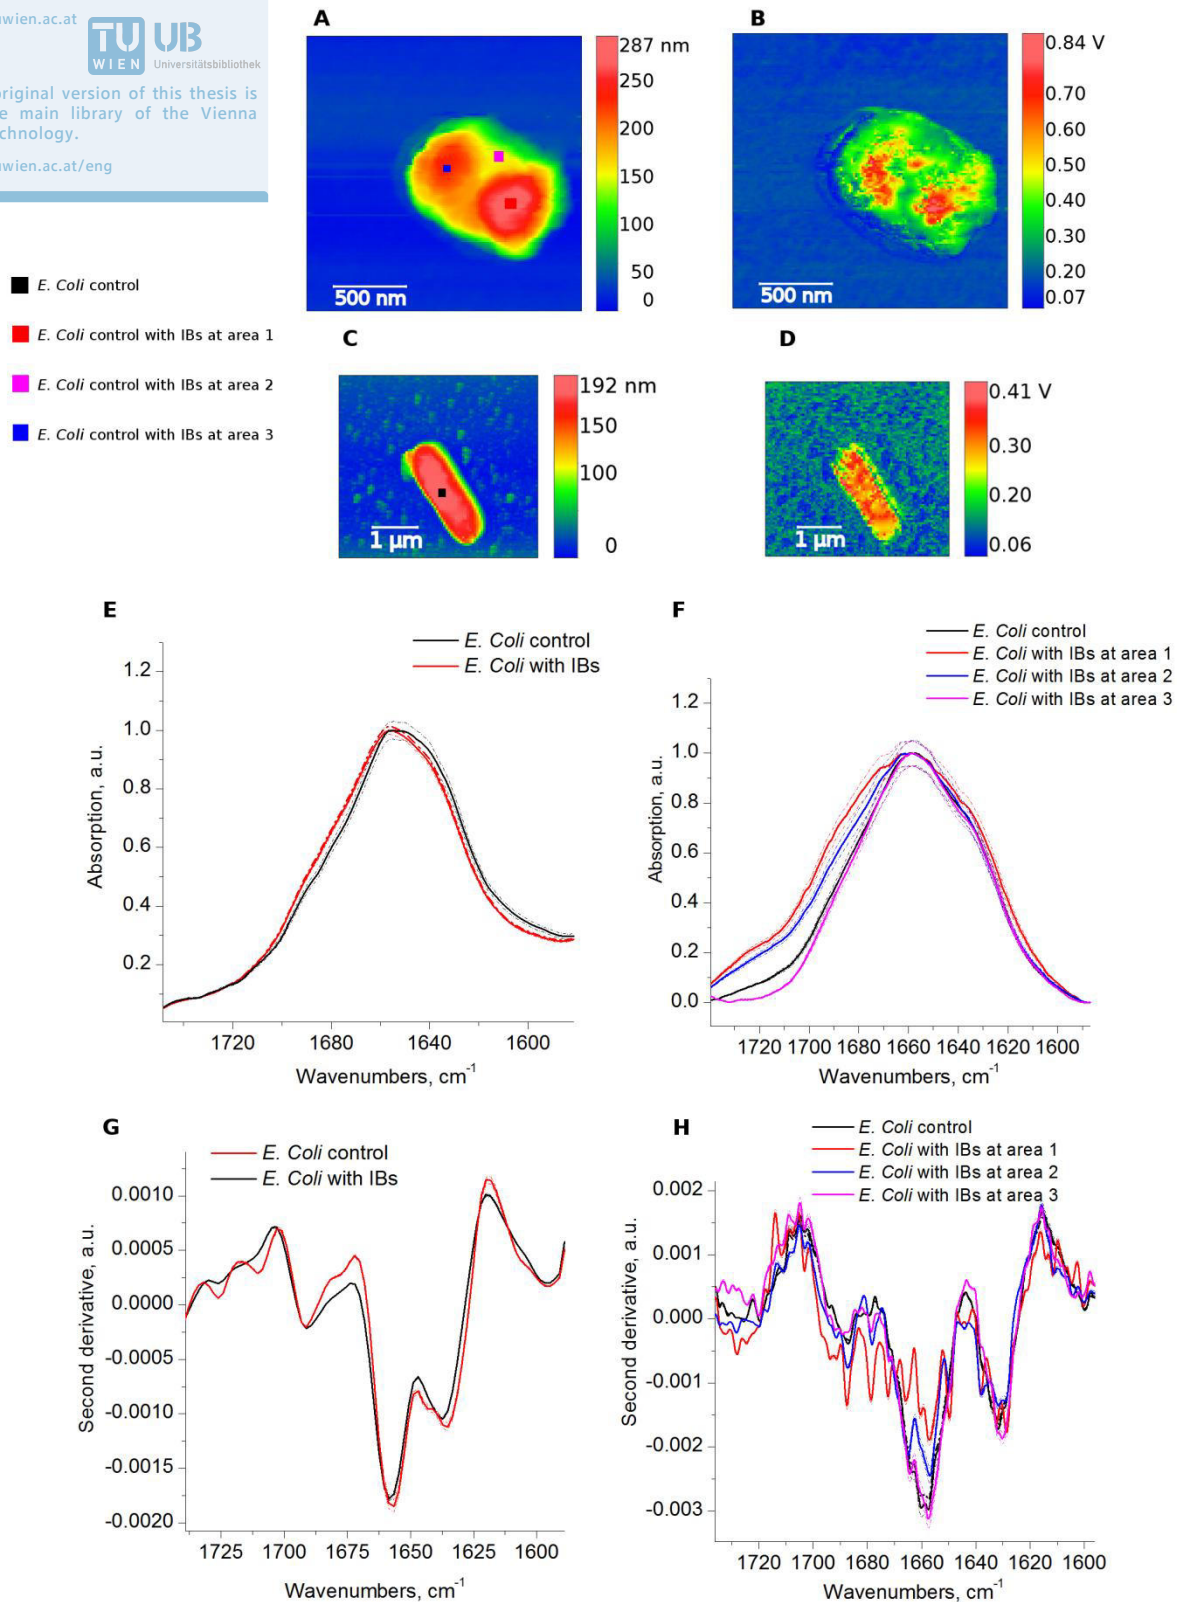 wien.ac.at
TU UB
WIEN Universitätsbibliothek
original version of this thesis is
main library of the Vienna
wien.ac.at/eng
E. Coli control
E. Coli control with IBs at area 1
E. Coli control with IBs at area 2
E. Coli control with IBs at area 3
A
287 nm
250
200
150
100
50
0
500 nm
B
0.84 V
0.70
0.60
0.50
0.40
0.30
0.20
0.07
500 nm
C
192 nm
150
100
0
1 µm
D
0.41 V
0.30
0.20
0.06
1 µm
E
E. Coli control
E. Coli with IBs
1.2
1.0
0.8
0.6
0.4
0.2
Absorption, a.u.
1720 1680 1640 1600
Wavenumbers, cm⁻¹
F
E. Coli control
E. Coli with IBs at area 1
E. Coli with IBs at area 2
E. Coli with IBs at area 3
1.2
1.0
0.8
0.6
0.4
0.2
0.0
Absorption, a.u.
1720 1700 1680 1660 1640 1620 1600
Wavenumbers, cm⁻¹
G
E. Coli control
E. Coli with IBs
0.0010
0.0005
0.0000
-0.0005
-0.0010
-0.0015
-0.0020
Second derivative, a.u.
1725 1700 1675 1650 1625 1600
Wavenumbers, cm⁻¹
H
E. Coli control
E. Coli with IBs at area 1
E. Coli with IBs at area 2
E. Coli with IBs at area 3
0.002
0.001
0.000
-0.001
-0.002
-0.003
Second derivative, a.u.
1720 1700 1680 1660 1640 1620 1600
Wavenumbers, cm⁻¹